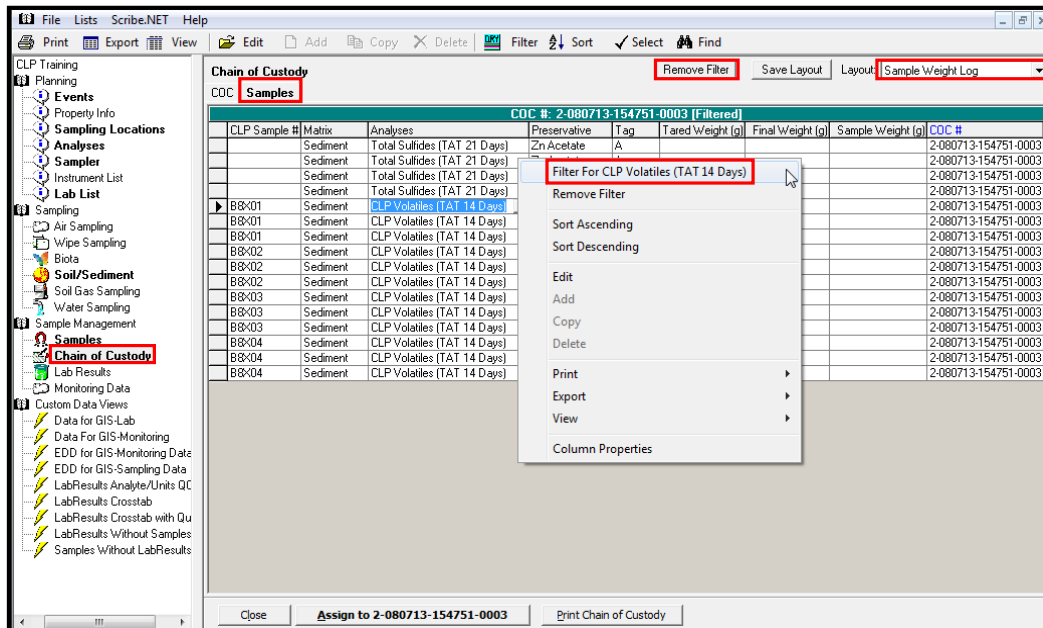 File Lists Scribe.NET Help
Print Export View Edit Add Copy Delete QRY Filter Sort Select Find
CLP Training
Planning
Events
Property Info
Sampling Locations
Analyses
Sampler
Instrument List
Lab List
Sampling
Air Sampling
Wipe Sampling
Biota
Soil/Sediment
Soil Gas Sampling
Water Sampling
Sample Management
Samples
Chain of Custody
Lab Results
Monitoring Data
Custom Data Views
Data for GIS-Lab
Data For GIS-Monitoring
EDD for GIS-Monitoring Data
EDD for GIS-Sampling Data
LabResults Analyte/Units QC
LabResults Crosstab
LabResults Crosstab with Qu
LabResults Without Samples
Samples Without LabResults
Chain of Custody Remove Filter Save Layout Layout: Sample Weight Log
COC Samples
COC #: 2-080713-154751-0003 [Filtered]
CLP Sample # Matrix Analyses Preservative Tag Tared Weight (g) Final Weight (g) Sample Weight (g) COC #
Sediment Total Sulfides (TAT 21 Days) Zn Acetate A 2-080713-154751-0003
Sediment Total Sulfides (TAT 21 Days) 2-080713-154751-0003
Sediment Total Sulfides (TAT 21 Days) 2-080713-154751-0003
Sediment Total Sulfides (TAT 21 Days) 2-080713-154751-0003
B8X01 Sediment CLP Volatiles (TAT 14 Days) 2-080713-154751-0003
B8X01 Sediment CLP Volatiles (TAT 14 Days) 2-080713-154751-0003
B8X01 Sediment CLP Volatiles (TAT 14 Days) 2-080713-154751-0003
B8X02 Sediment CLP Volatiles (TAT 14 Days) 2-080713-154751-0003
B8X02 Sediment CLP Volatiles (TAT 14 Days) 2-080713-154751-0003
B8X02 Sediment CLP Volatiles (TAT 14 Days) 2-080713-154751-0003
B8X03 Sediment CLP Volatiles (TAT 14 Days) 2-080713-154751-0003
B8X03 Sediment CLP Volatiles (TAT 14 Days) 2-080713-154751-0003
B8X03 Sediment CLP Volatiles (TAT 14 Days) 2-080713-154751-0003
B8X04 Sediment CLP Volatiles (TAT 14 Days) 2-080713-154751-0003
B8X04 Sediment CLP Volatiles (TAT 14 Days) 2-080713-154751-0003
B8X04 Sediment CLP Volatiles (TAT 14 Days) 2-080713-154751-0003
Filter For CLP Volatiles (TAT 14 Days)
Remove Filter
Sort Ascending
Sort Descending
Edit
Add
Copy
Delete
Print
Export
View
Column Properties
Close Assign to 2-080713-154751-0003 Print Chain of Custody